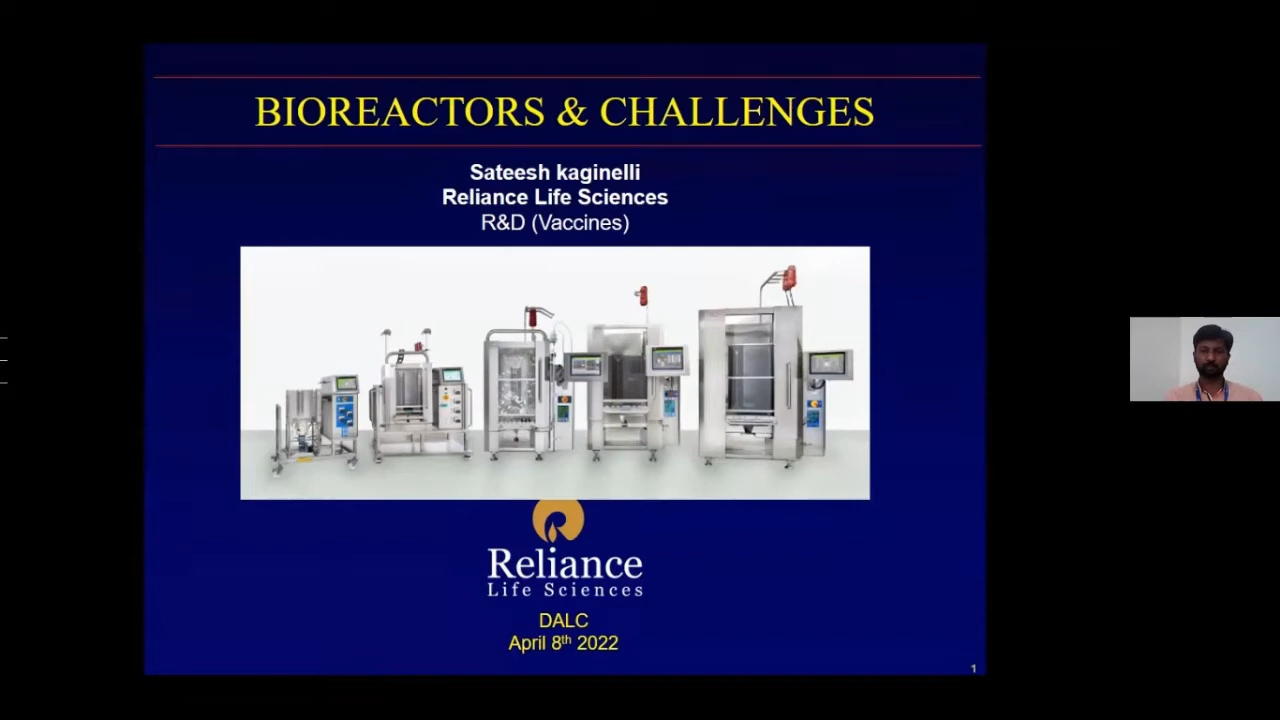 BIOREACTORS & CHALLENGES
Sateesh kaginelli
Reliance Life Sciences
R&D (Vaccines)
Reliance
Life Sciences
DALC
April 8th 2022
1